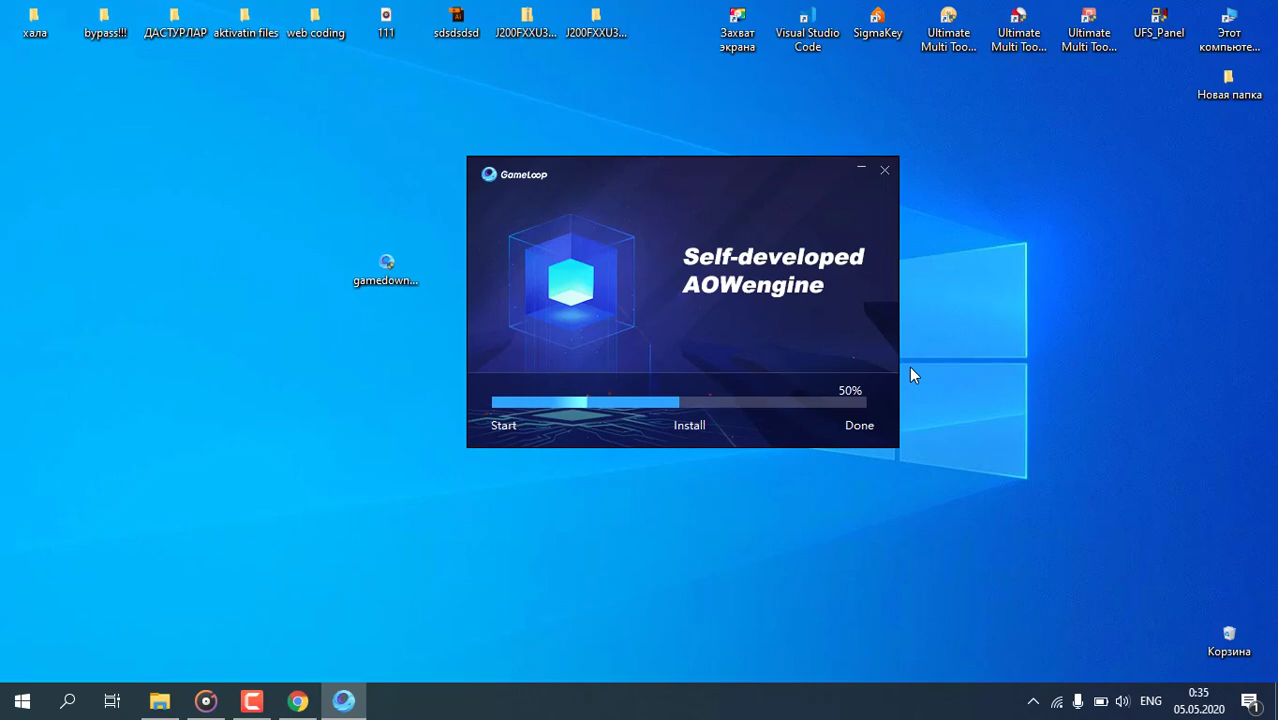 хала
bypass!!!
ДАСТУРЛАР
aktivatin files
web coding
111
sdsdsdsd
J200FXXU3...
J200FXXU3...
Захват
экрана
Visual Studio
Code
SigmaKey
Ultimate
Multi Too...
Ultimate
Multi Too...
Ultimate
Multi Too...
UFS_Panel
Этот
компьюте...
Новая папка
GameLoop
Self-developed
AOWengine
gamedown...
50%
Start
Install
Done
Корзина
ENG
0:35
05.05.2020
1